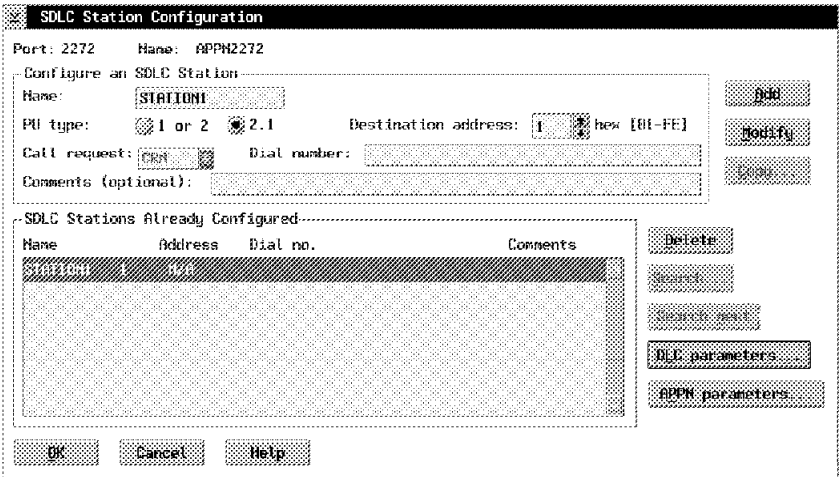 SDLC Station Configuration
Port: 2272 Name: APPN2272
Configure an SDLC Station
Name: STATION1
PU type: 1 or 2 2.1 Destination address: 1 hex [01-FE]
Call request: CRM Dial number:
Comments (optional):
Add
Modify
Copy...
SDLC Stations Already Configured
Name Address Dial no. Comments
STATION1 1 N/A
Delete
Search...
Search next
DLC parameters...
APPN parameters...
OK Cancel Help